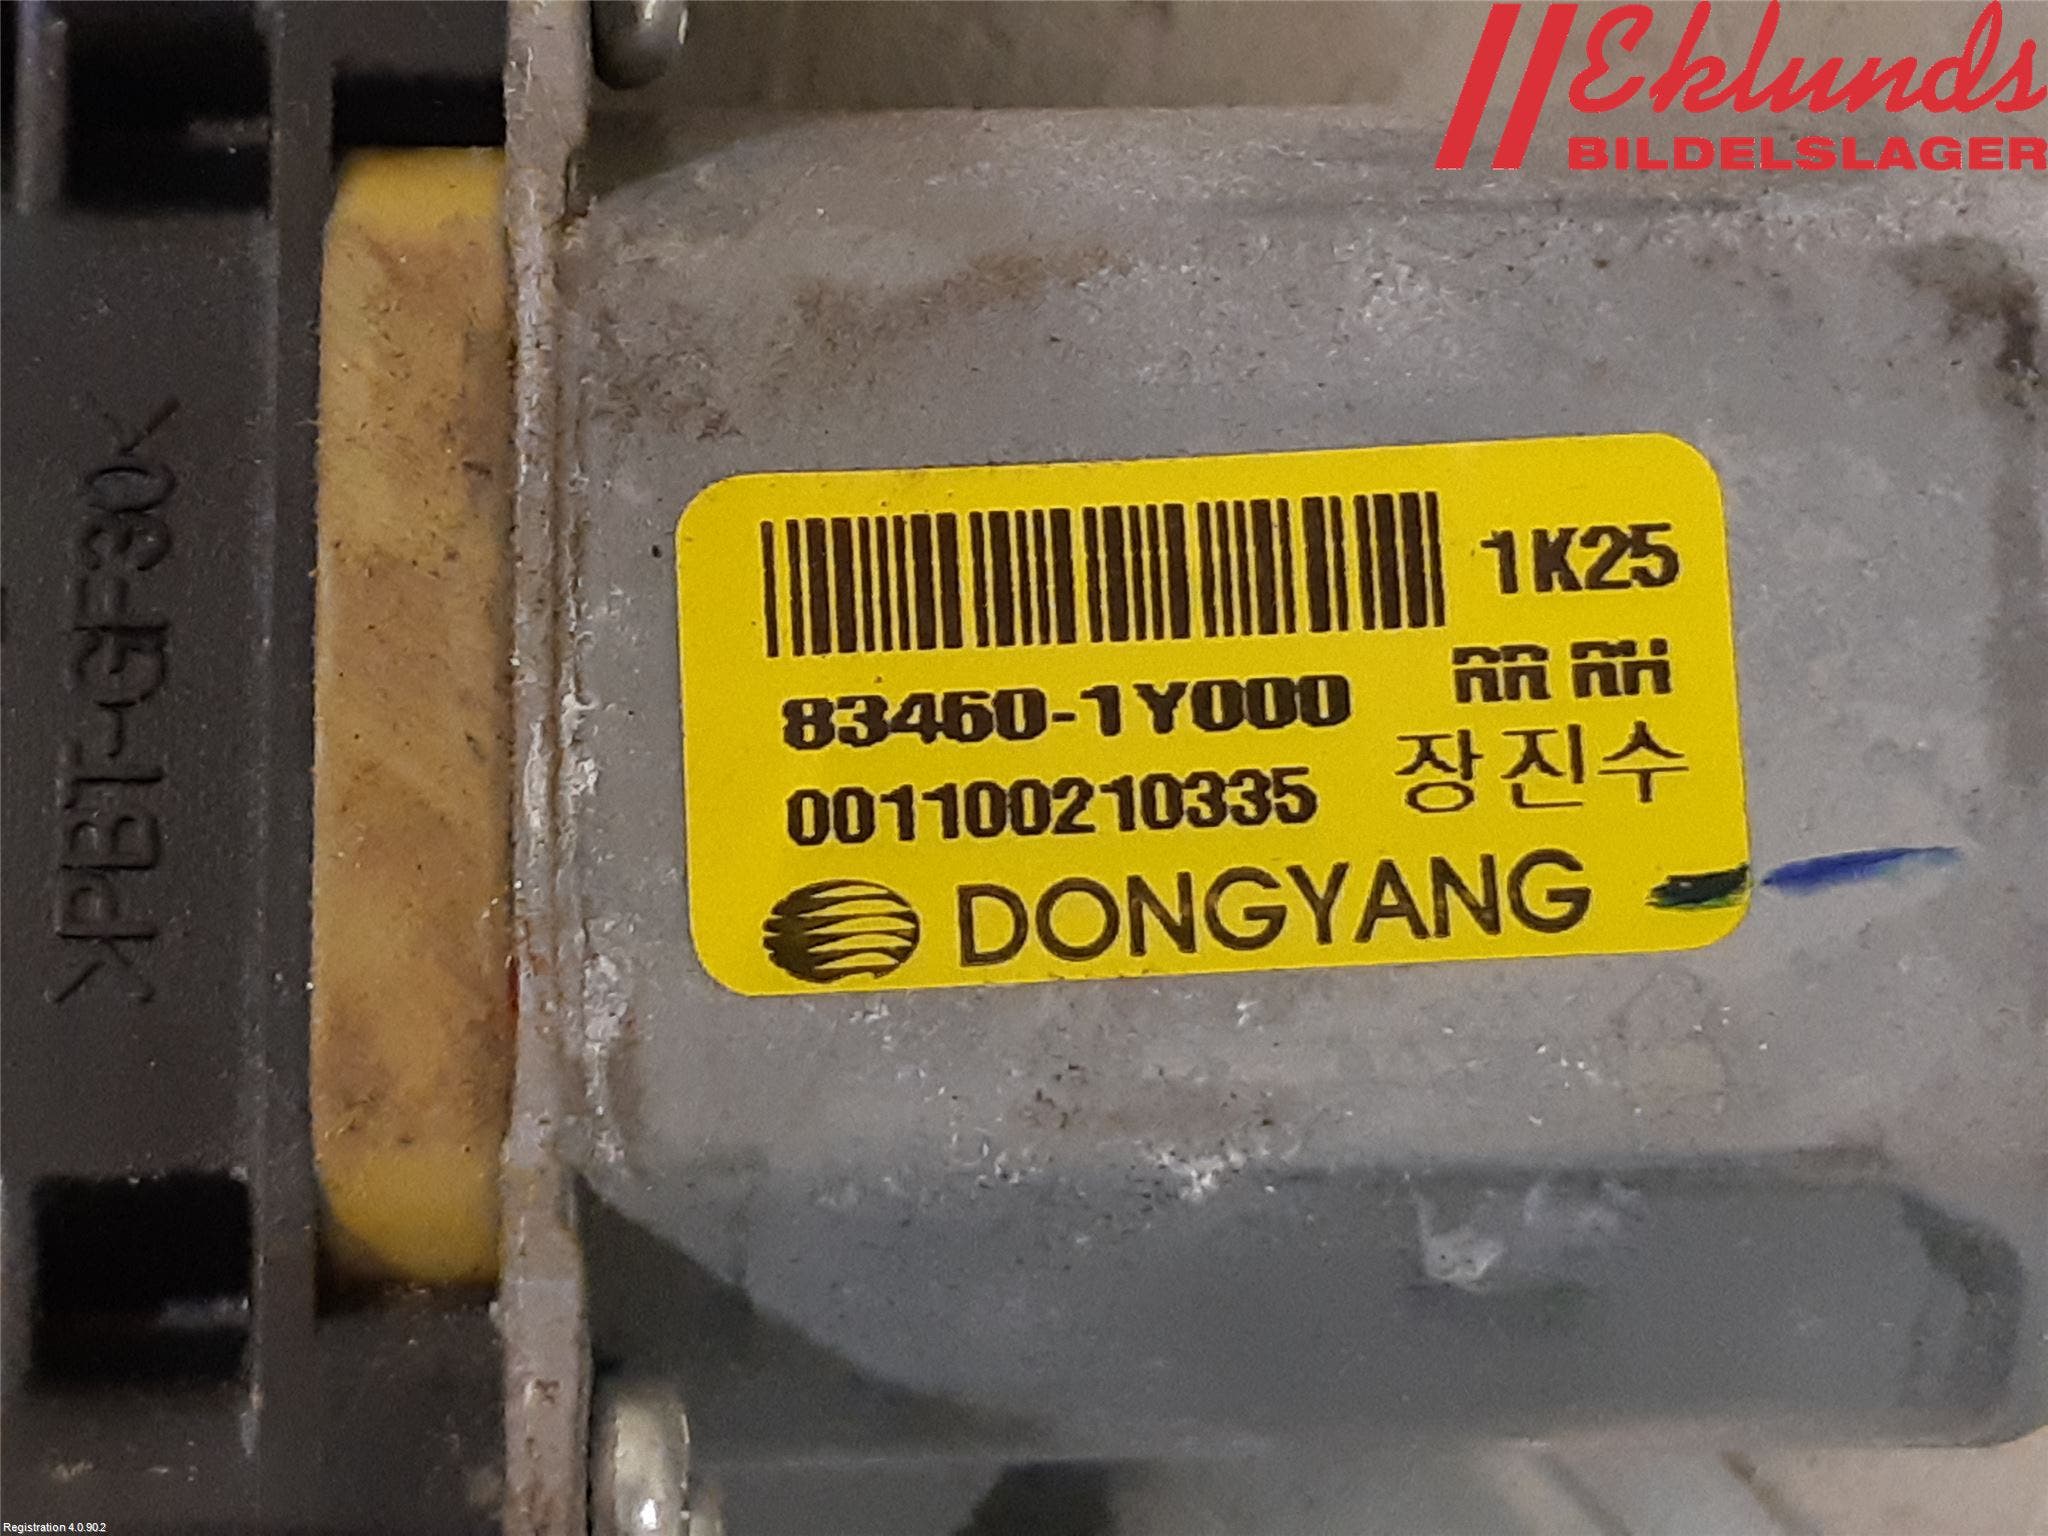 Eklunds
BILDELSLAGER
>PBT-GF30<
1K25
83460-1Y000
001100210335 장진수
DONGYANG
Registration 4.0.90.2